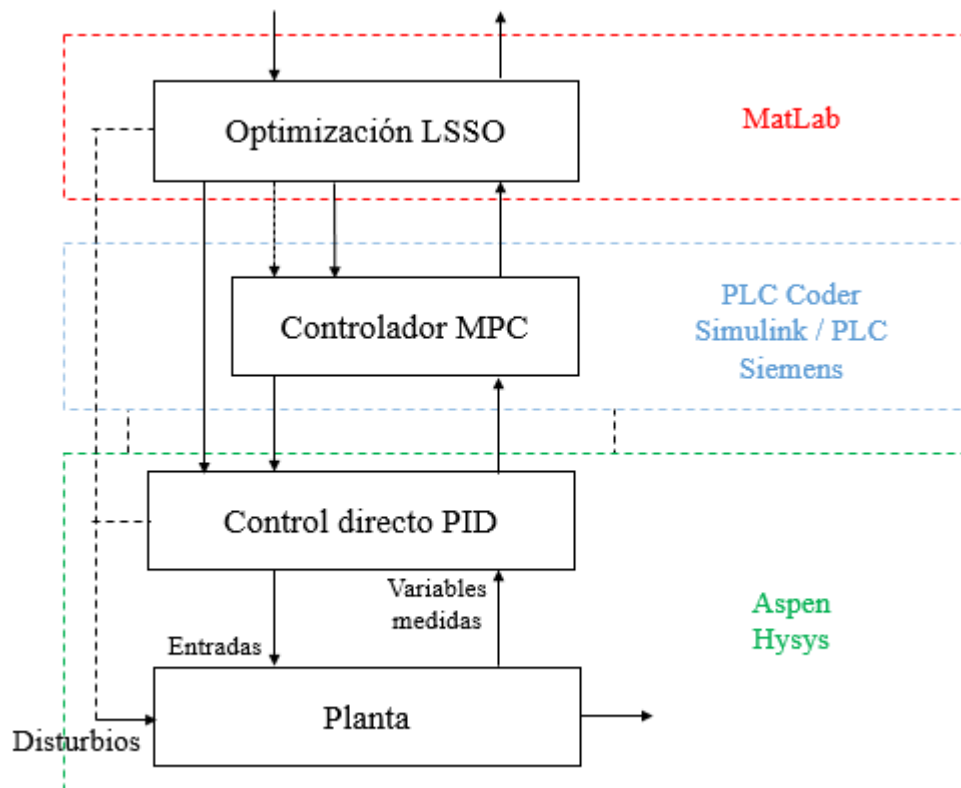 Optimización LSSO
MatLab
Controlador MPC
PLC Coder
Simulink / PLC
Siemens
Control directo PID
Variables
medidas
Entradas
Aspen
Hysys
Planta
Disturbios